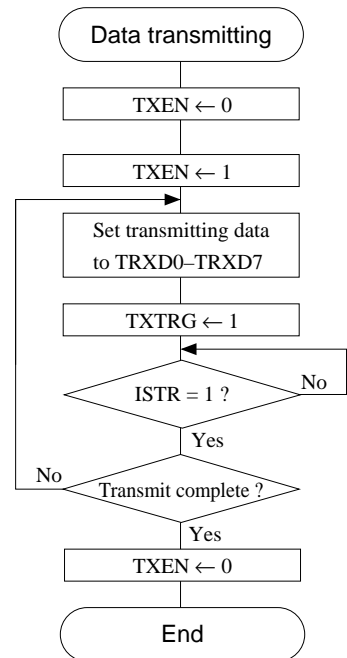 Data transmitting
TXEN ← 0
TXEN ← 1
Set transmitting data
to TRXD0–TRXD7
TXTRG ← 1
ISTR = 1 ?
No
Yes
No
Transmit complete ?
Yes
TXEN ← 0
End